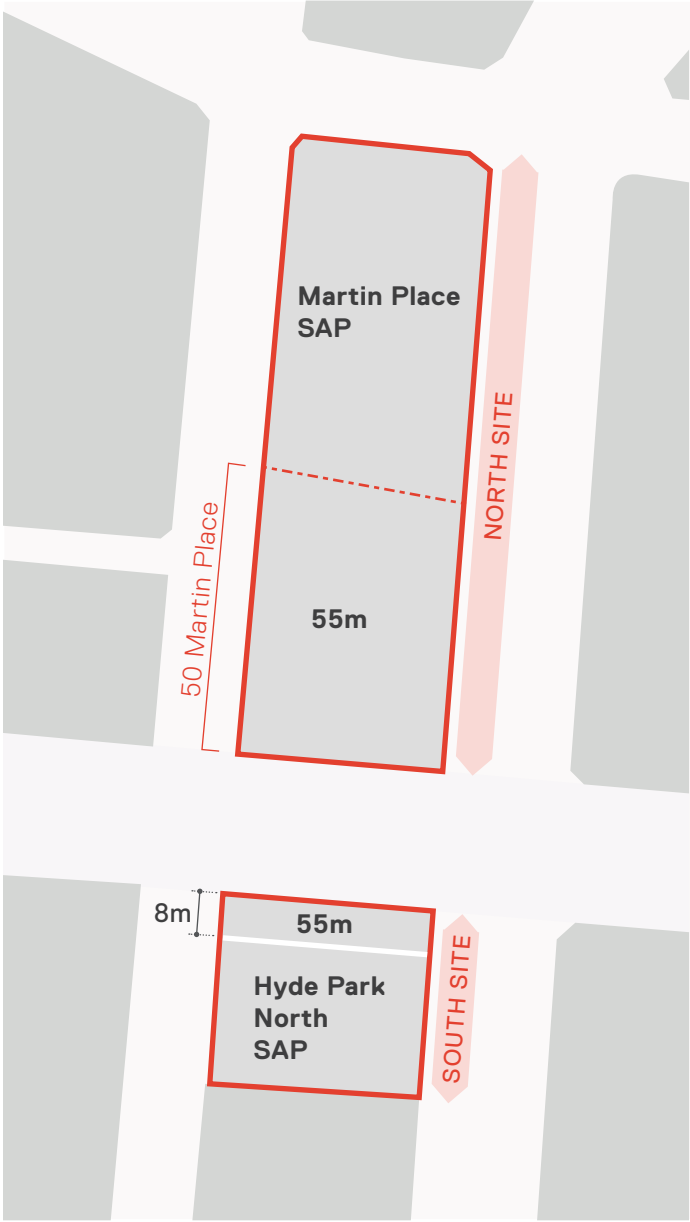 Martin Place
SAP
NORTH SITE
50 Martin Place
55m
8m
55m
Hyde Park
North
SAP
SOUTH SITE